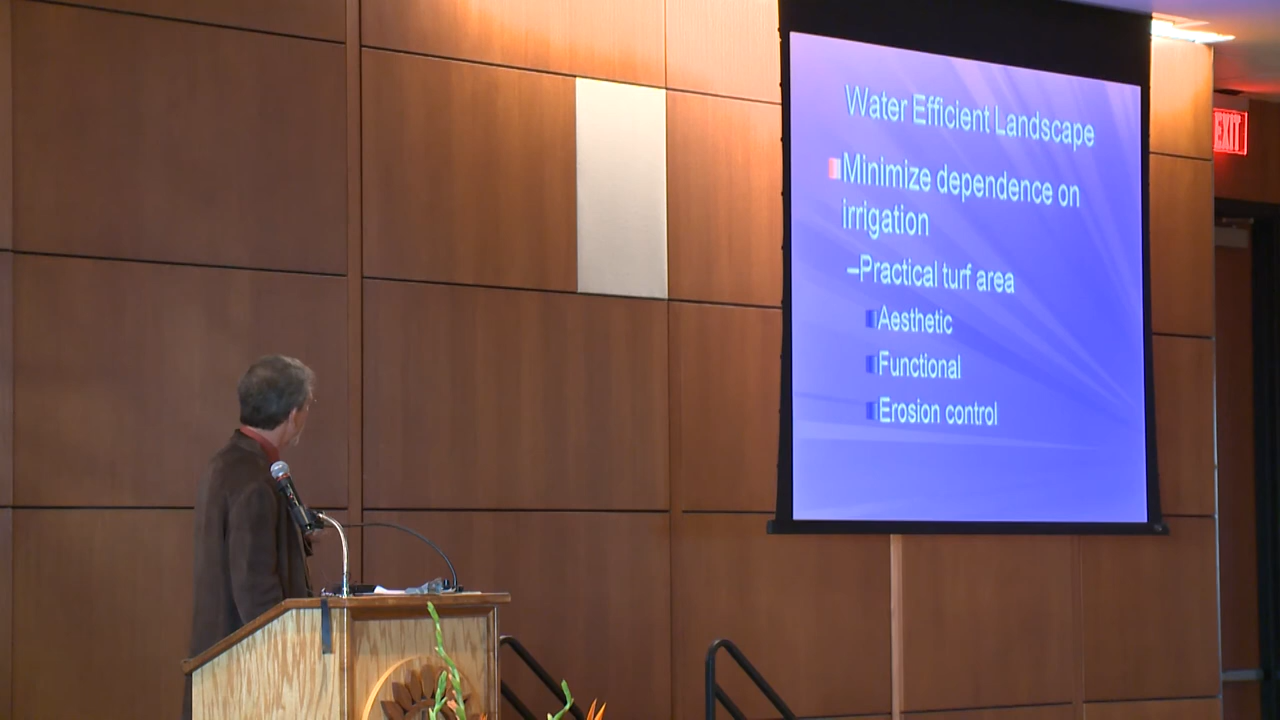 Water Efficient Landscape
Minimize dependence on
irrigation
–Practical turf area
Aesthetic
Functional
Erosion control
EXIT